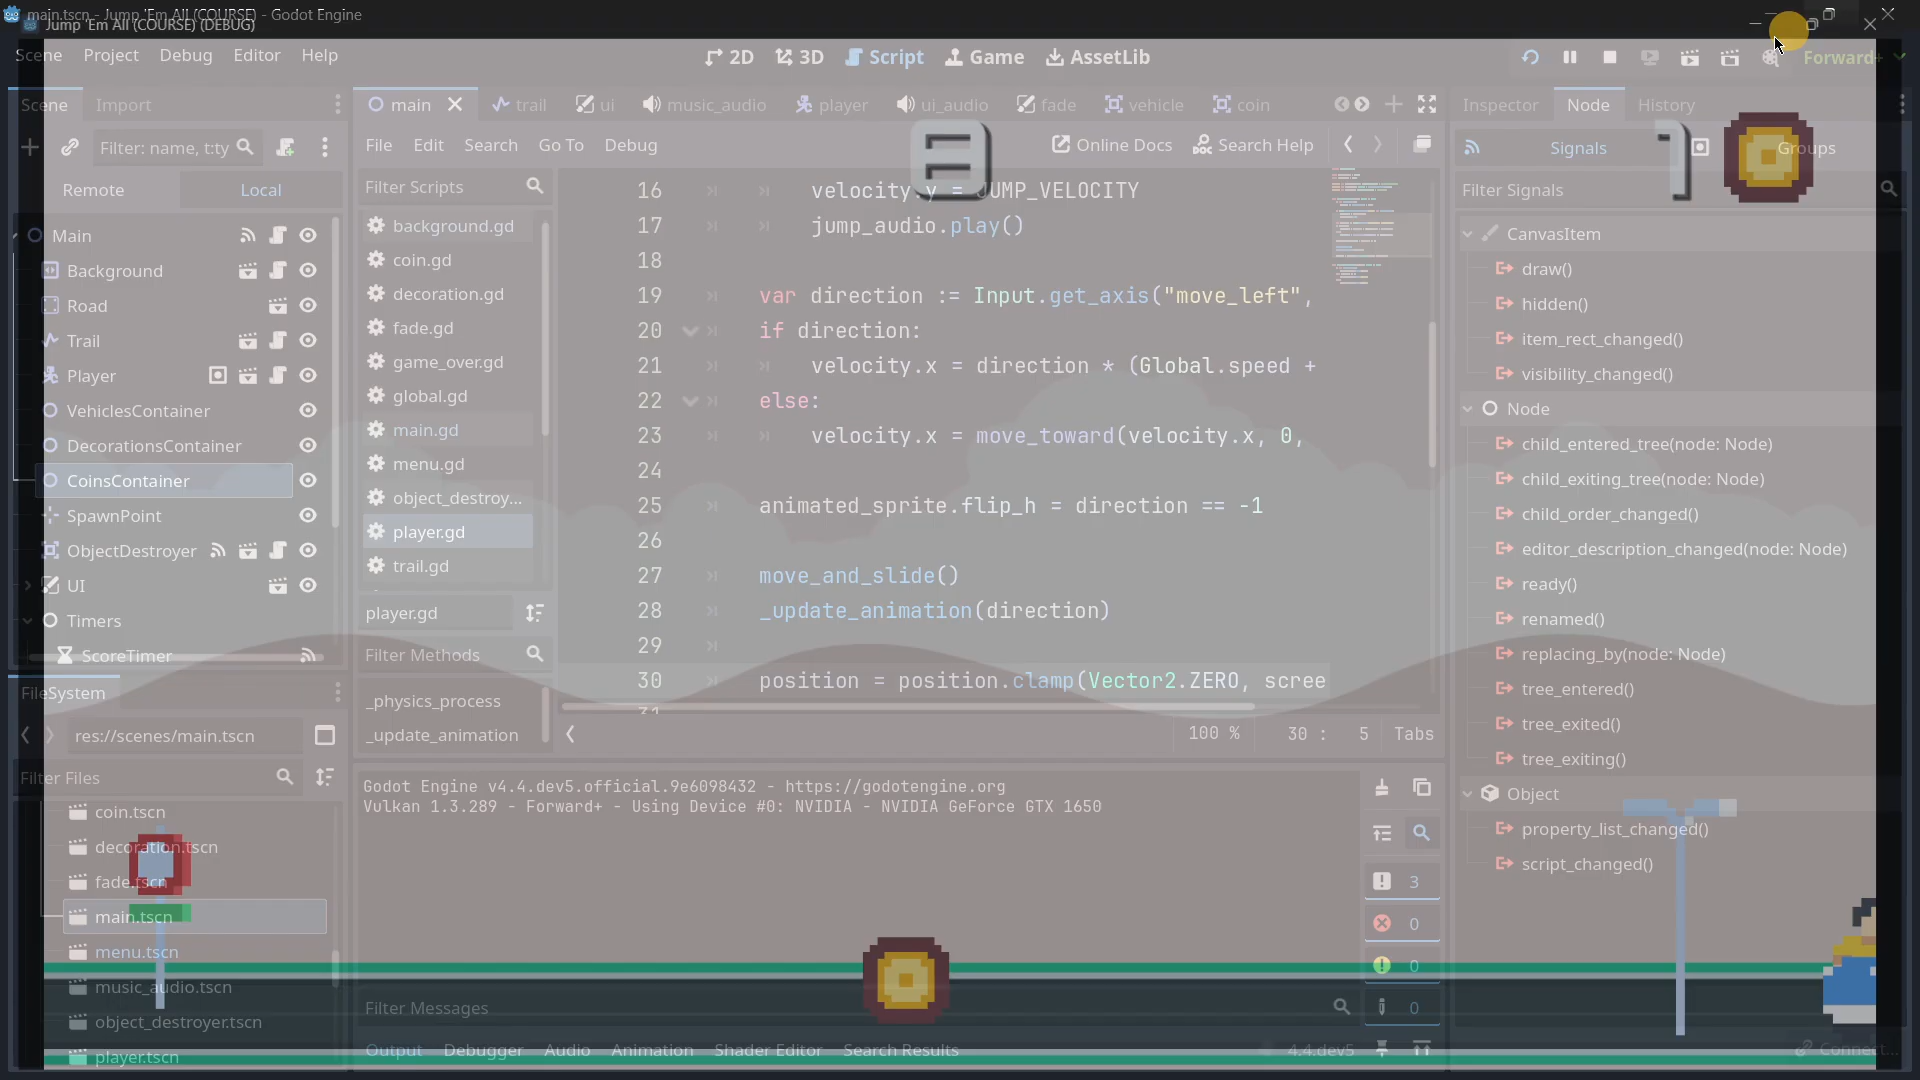 main.tscn - Jump 'Em All (COURSE) - Godot Engine
Jump 'Em All (COURSE) (DEBUG)
Scene Project Debug Editor Help
2D 3D Script Game AssetLib
Forward+
Scene Import
main trail ui music_audio player ui_audio fade vehicle coin
Inspector Node History
Filter: name, t:ty
File Edit Search Go To Debug
Online Docs Search Help
Signals Groups
Remote Local
Filter Scripts
Filter Signals
Main
Background
Road
Trail
Player
VehiclesContainer
DecorationsContainer
CoinsContainer
SpawnPoint
ObjectDestroyer
UI
Timers
ScoreTimer
background.gd
coin.gd
decoration.gd
fade.gd
game_over.gd
global.gd
main.gd
menu.gd
object_destroy...
player.gd
trail.gd
player.gd
Filter Methods
_physics_process
_update_animation
16 velocity.y = JUMP_VELOCITY
17 jump_audio.play()
18
19 var direction := Input.get_axis("move_left",
20 if direction:
21 velocity.x = direction * (Global.speed +
22 else:
23 velocity.x = move_toward(velocity.x, 0,
24
25 animated_sprite.flip_h = direction == -1
26
27 move_and_slide()
28 _update_animation(direction)
29
30 position = position.clamp(Vector2.ZERO, scree
31
100 % 30 : 5 Tabs
CanvasItem
draw()
hidden()
item_rect_changed()
visibility_changed()
Node
child_entered_tree(node: Node)
child_exiting_tree(node: Node)
child_order_changed()
editor_description_changed(node: Node)
ready()
renamed()
replacing_by(node: Node)
tree_entered()
tree_exited()
tree_exiting()
Object
property_list_changed()
script_changed()
FileSystem
res://scenes/main.tscn
Filter Files
coin.tscn
decoration.tscn
fade.tscn
main.tscn
menu.tscn
music_audio.tscn
object_destroyer.tscn
player.tscn
Godot Engine v4.4.dev5.official.9e6098432 - https://godotengine.org
Vulkan 1.3.289 - Forward+ - Using Device #0: NVIDIA - NVIDIA GeForce GTX 1650
3
0
0
0
Filter Messages
Output Debugger Audio Animation Shader Editor Search Results
4.4.dev5
Connect...